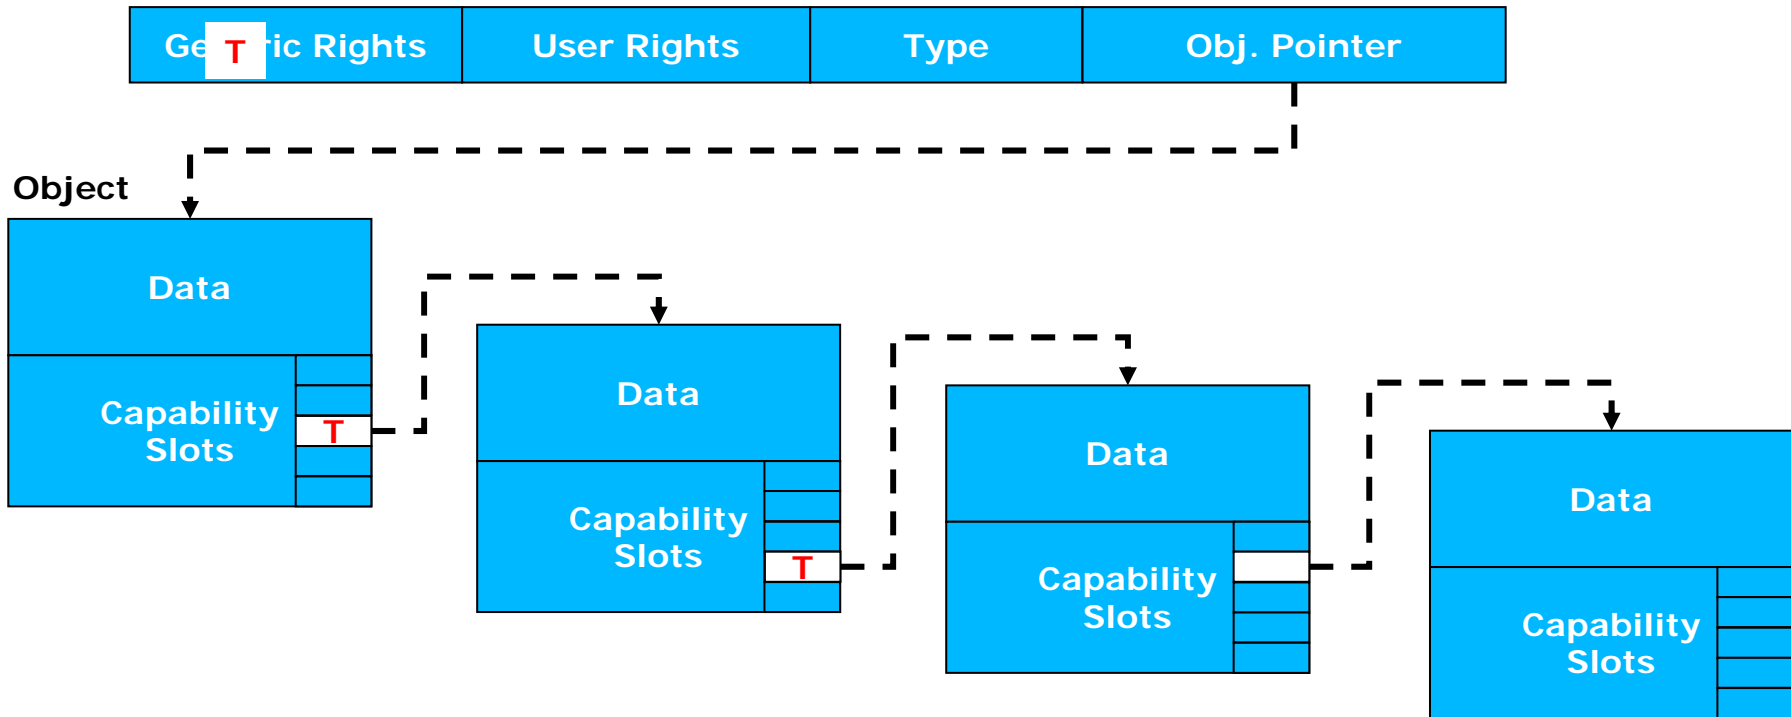 Ge T ric Rights User Rights Type Obj. Pointer
Object
Data
Capability
Slots
T
Data
Capability
Slots
T
Data
Capability
Slots
Data
Capability
Slots